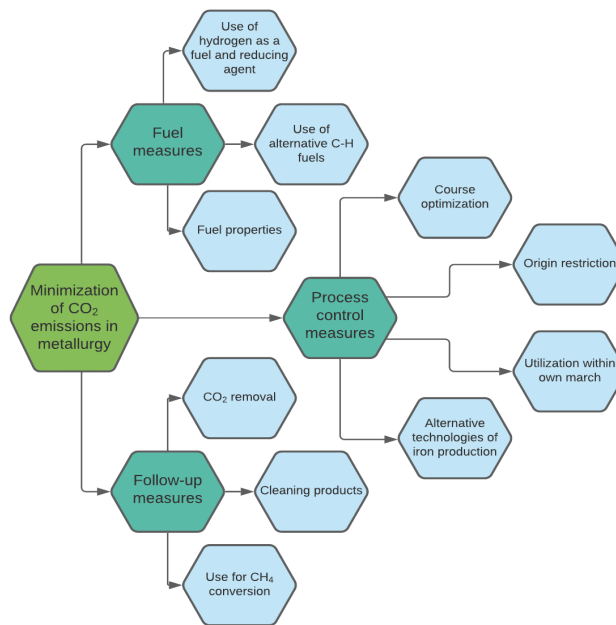 Use of
hydrogen as a
fuel and reducing
agent
Fuel
measures
Use of
alternative C-H
fuels
Fuel properties
Course
optimization
Origin restriction
Minimization
of CO₂
emissions in
metallurgy
Process
control
measures
Utilization within
own march
Alternative
technologies of
iron production
CO₂ removal
Follow-up
measures
Cleaning products
Use for CH₄
conversion